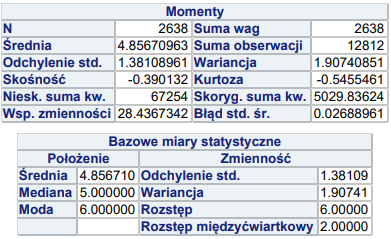 Momenty
N 2638 Suma wag 2638
Średnia 4.85670963 Suma obserwacji 12812
Odchylenie std. 1.38108961 Wariancja 1.90740851
Skośność -0.390132 Kurtoza -0.5455461
Niesk. suma kw. 67254 Skoryg. suma kw. 5029.83624
Wsp. zmienności 28.4367342 Błąd std. śr. 0.02688961
Bazowe miary statystyczne
Położenie Zmienność
Średnia 4.856710 Odchylenie std. 1.38109
Mediana 5.000000 Wariancja 1.90741
Moda 6.000000 Rozstęp 6.00000
Rozstęp międzyćwiartkowy 2.00000